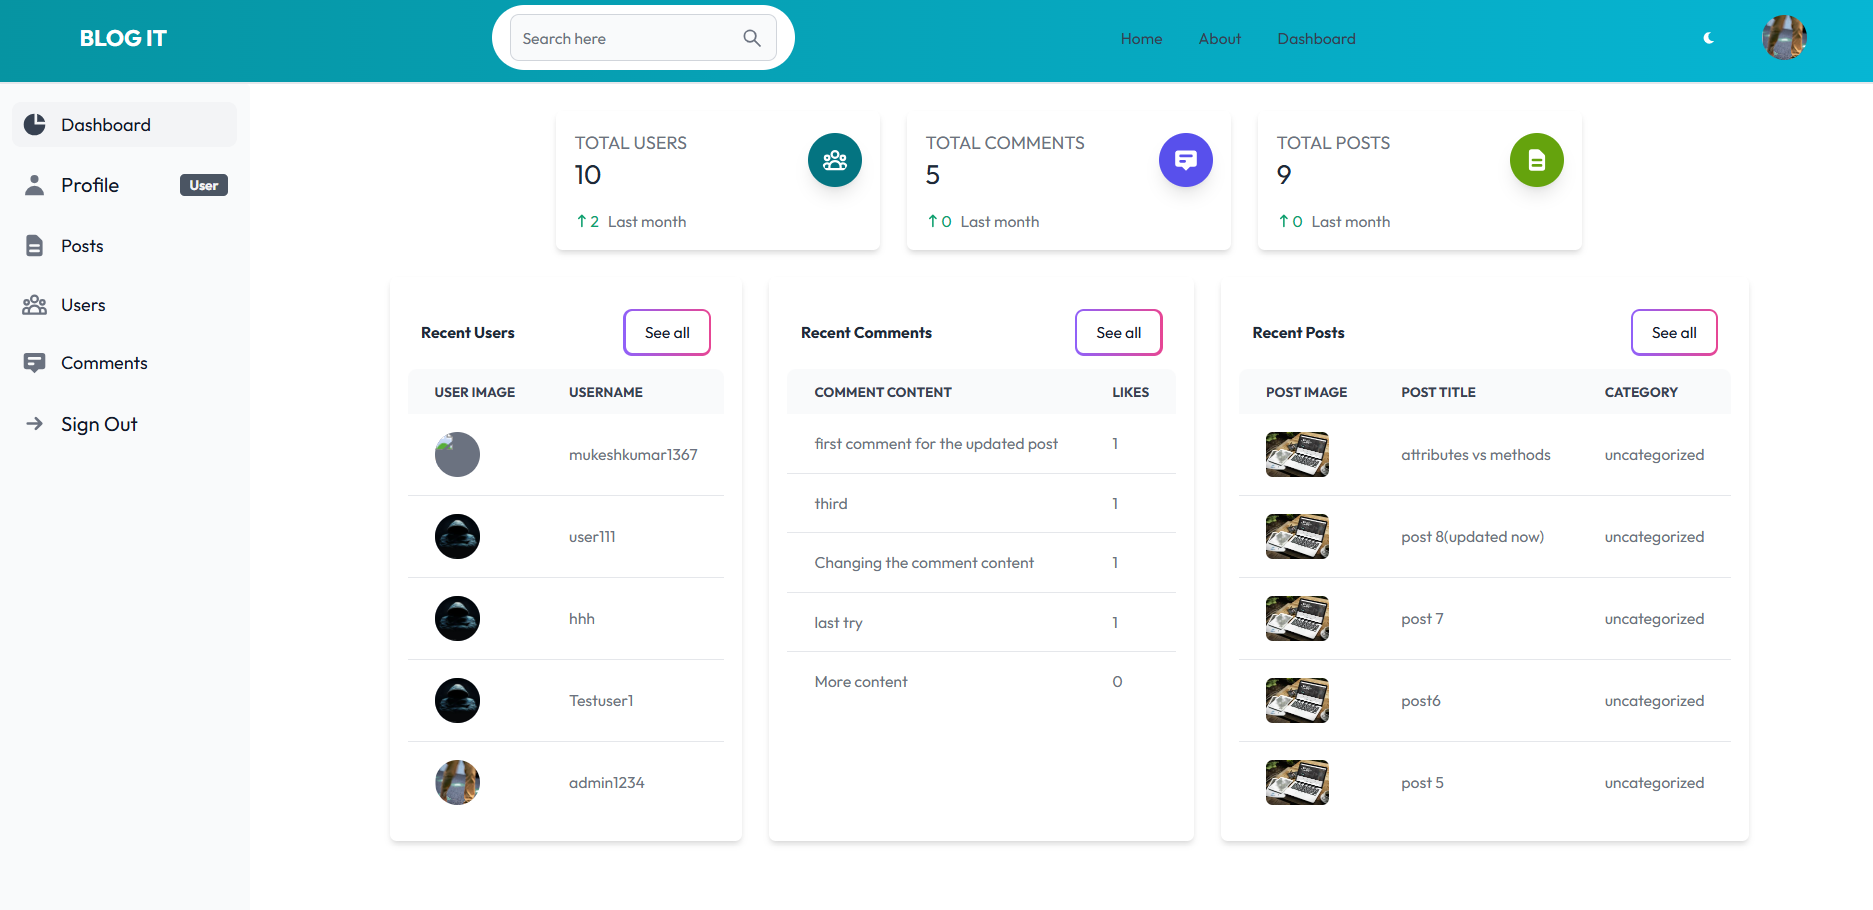 BLOG IT
Search here
Home
About
Dashboard
Dashboard
Profile
User
Posts
Users
Comments
Sign Out
TOTAL USERS
10
2 Last month
TOTAL COMMENTS
5
0 Last month
TOTAL POSTS
9
0 Last month
Recent Users
See all
USER IMAGE USERNAME
mukeshkumar1367
user111
hhh
Testuser1
admin1234
Recent Comments
See all
COMMENT CONTENT LIKES
first comment for the updated post 1
third 1
Changing the comment content 1
last try 1
More content 0
Recent Posts
See all
POST IMAGE POST TITLE CATEGORY
attributes vs methods uncategorized
post 8(updated now) uncategorized
post 7 uncategorized
post6 uncategorized
post 5 uncategorized